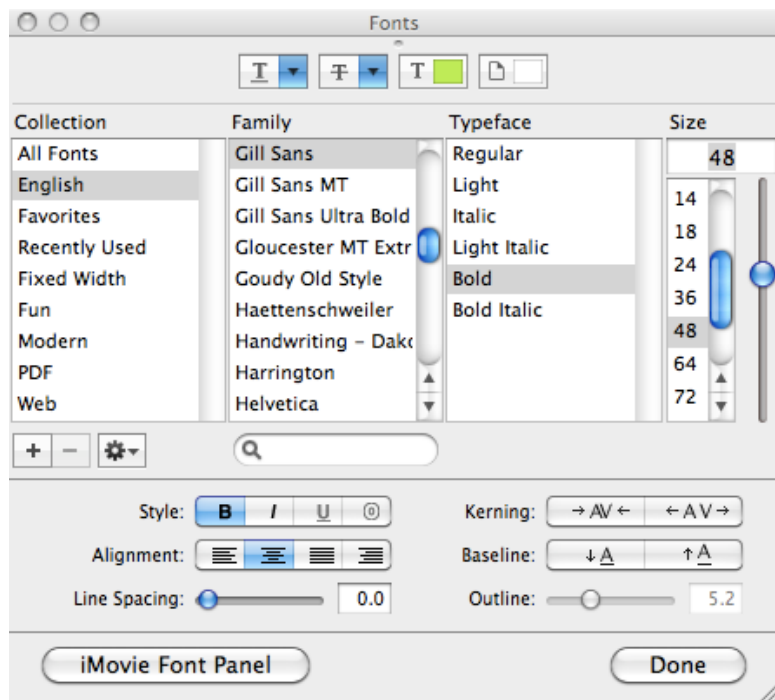 Fonts
T T T
Collection Family Typeface Size
All Fonts Gill Sans Regular 48
English Gill Sans MT Light 14
Favorites Gill Sans Ultra Bold Italic 18
Recently Used Gloucester MT Extr Light Italic 24
Fixed Width Goudy Old Style Bold 36
Fun Haettenschweiler Bold Italic 48
Modern Handwriting - Dako 64
PDF Harrington 72
Web Helvetica
Style: B I U O Kerning: AV AV
Alignment: Baseline: A A
Line Spacing: 0.0 Outline: 5.2
iMovie Font Panel Done